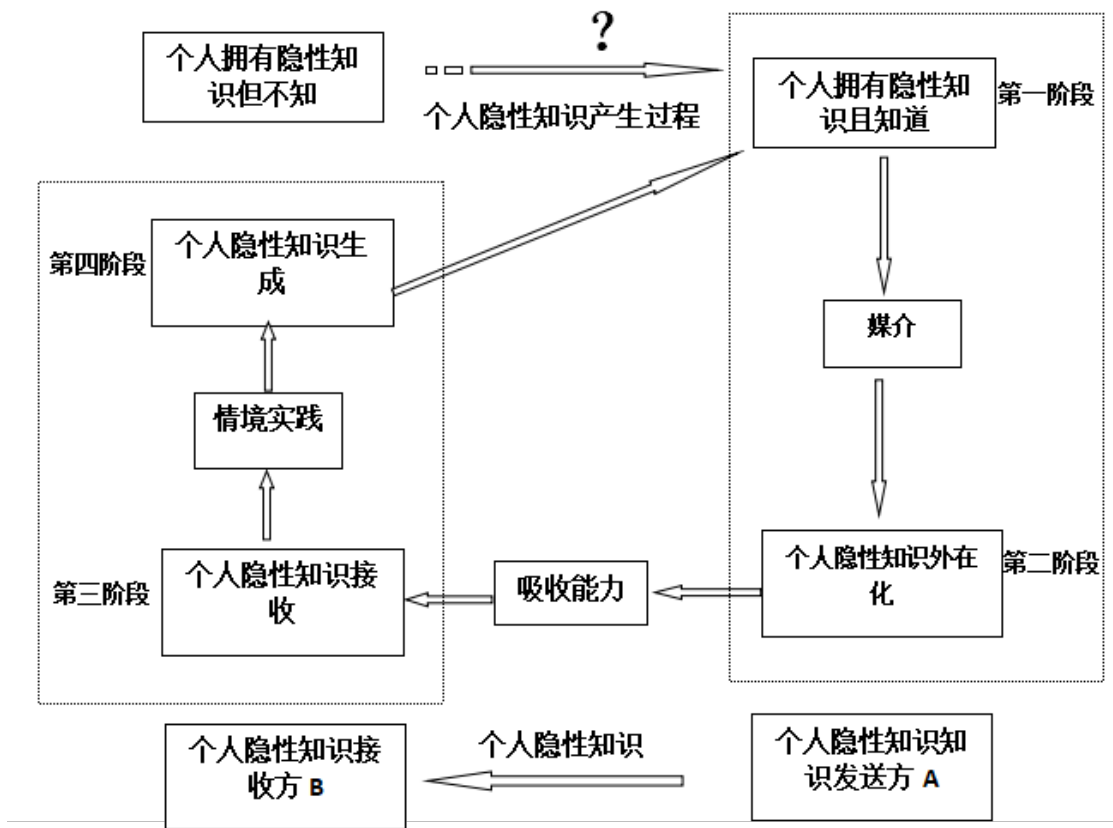 个人拥有隐性知
识但不知
?
个人隐性知识产生过程
个人拥有隐性知
识且知道
第一阶段
第四阶段
个人隐性知识生
成
媒介
情境实践
第三阶段
个人隐性知识接
收
吸收能力
个人隐性知识外在
化
第二阶段
个人隐性知识接
收方 B
个人隐性知识
个人隐性知识知
识发送方 A